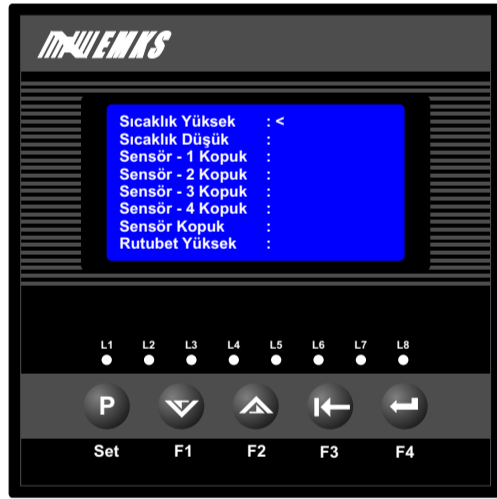 EMKS
Sıcaklık Yüksek : <
Sıcaklık Düşük :
Sensör - 1 Kopuk :
Sensör - 2 Kopuk :
Sensör - 3 Kopuk :
Sensör - 4 Kopuk :
Sensör Kopuk :
Rutubet Yüksek :
L1 L2 L3 L4 L5 L6 L7 L8
P
Set F1 F2 F3 F4